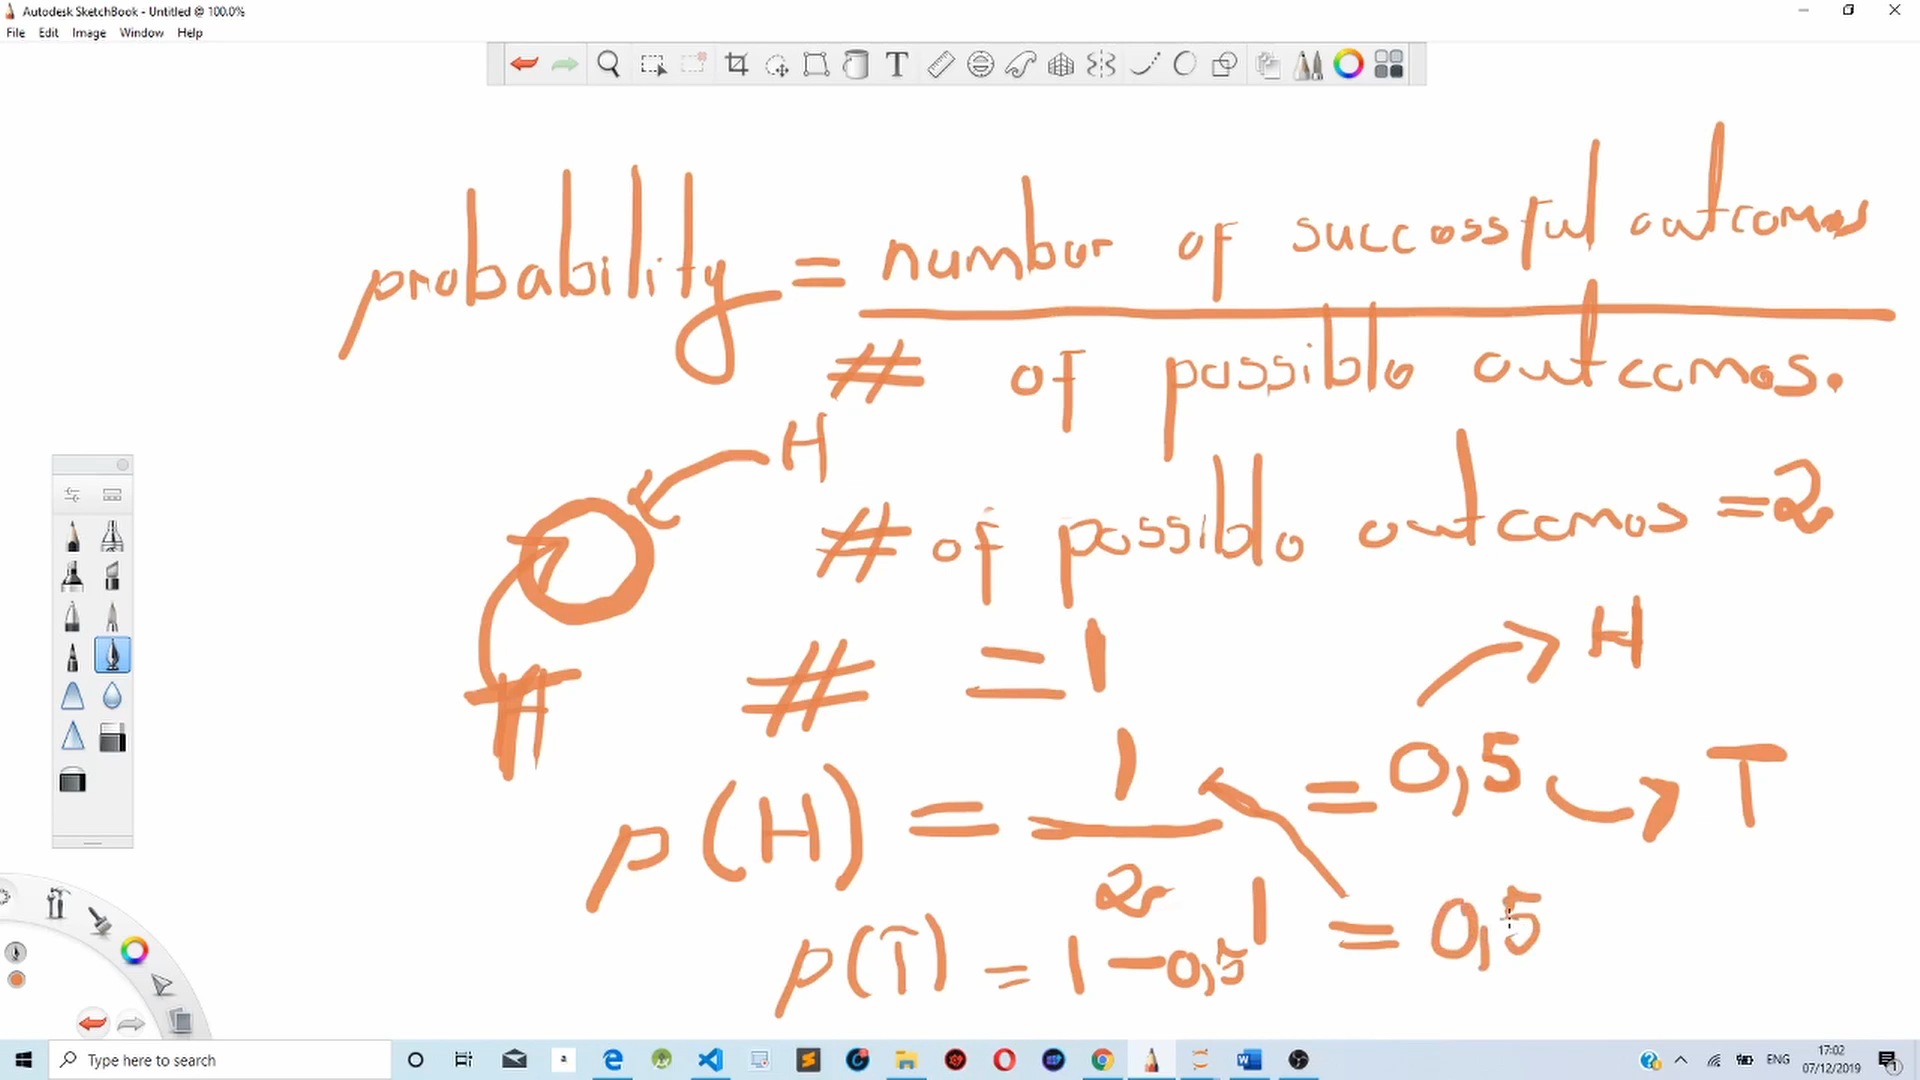 Autodesk SketchBook - Untitled @ 100.0%
File Edit Image Window Help
T
probability = number of successful outcomes
# of possible outcomes.
H
# of possible outcomes = 2
# = 1
H
p(H) = 1 / 2 = 0,5
T
p(T) = 1 - 0,5 = 0,5
1
Type here to search
a
ENG
17:02
07/12/2019